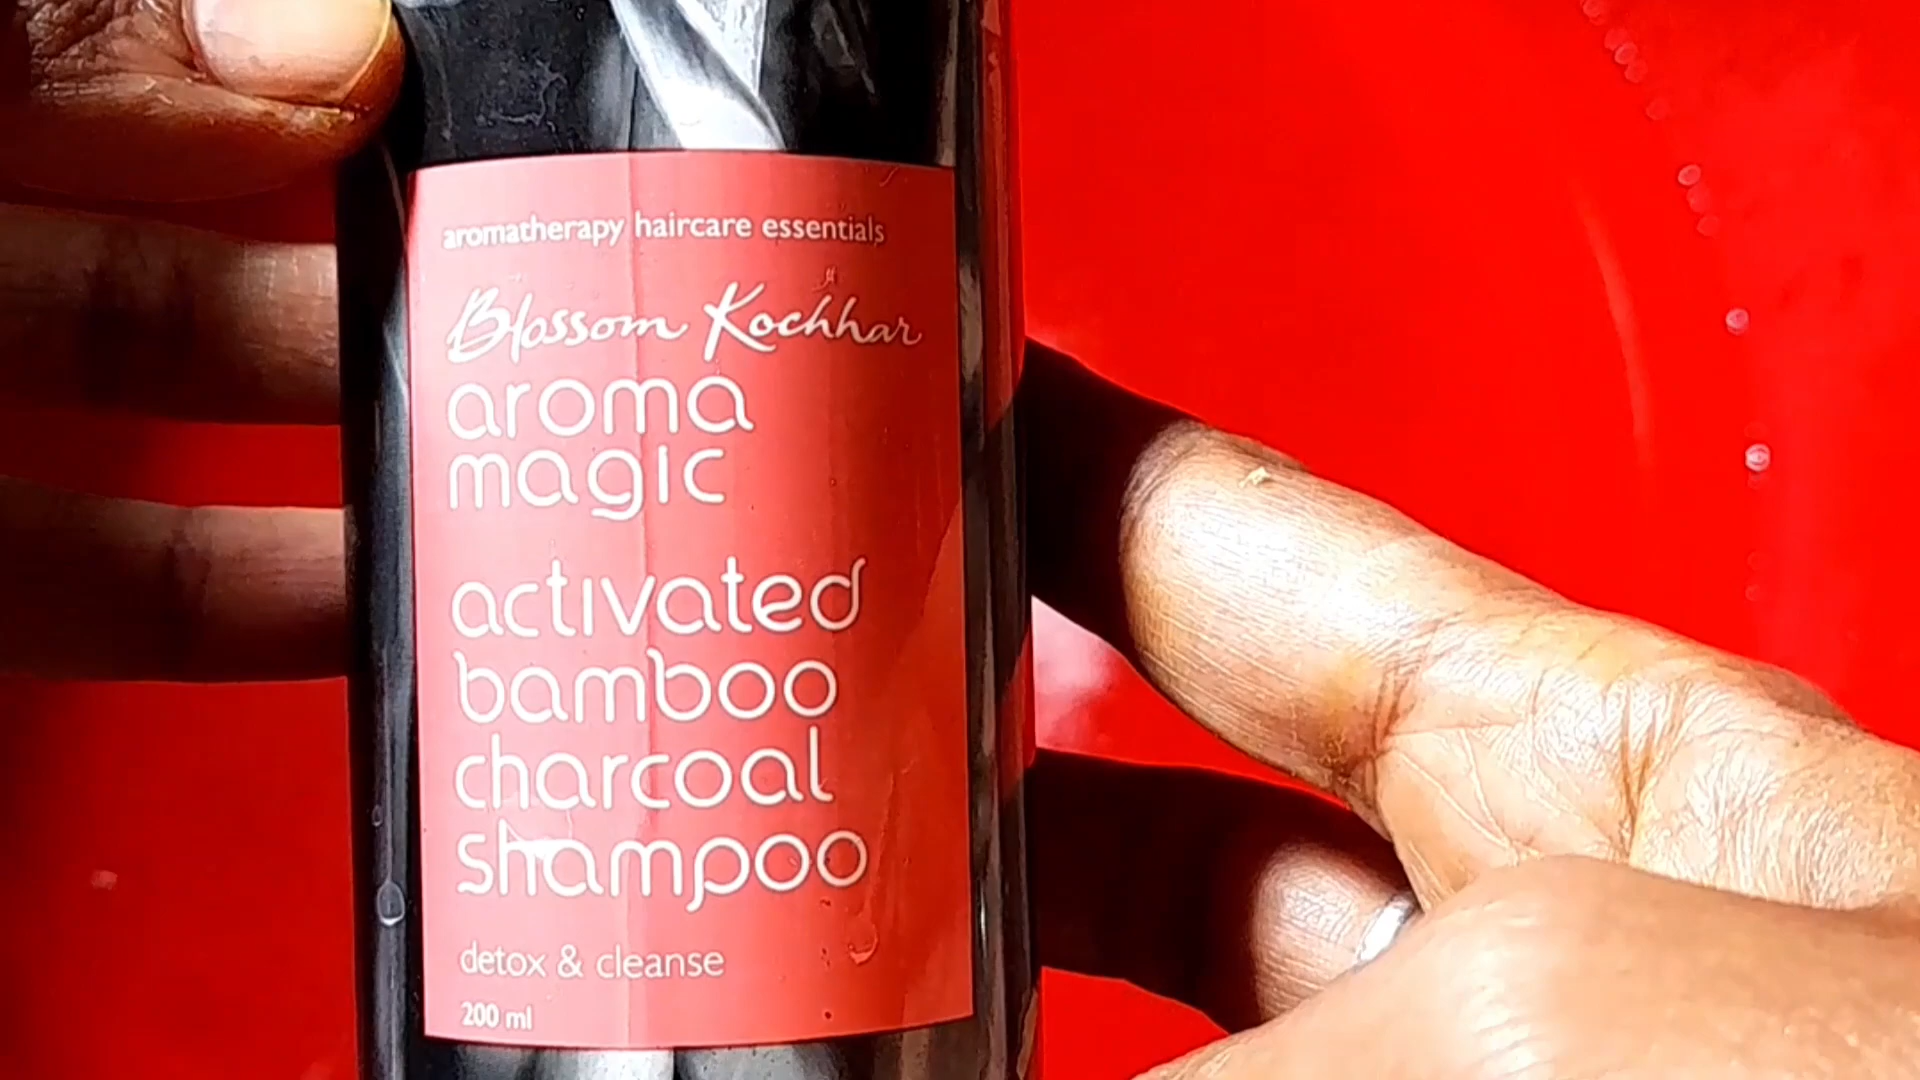 aromatherapy haircare essentials
Blossom Kochhar
aroma
magic
activated
bamboo
charcoal
shampoo
detox & cleanse
200 ml